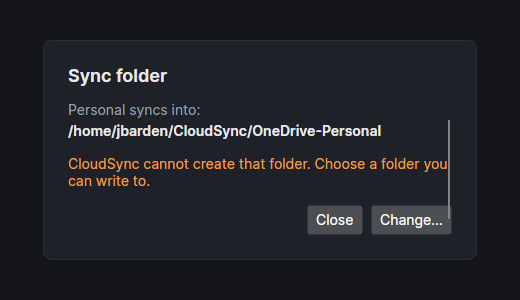 Sync folder
Personal syncs into:
/home/jbarden/CloudSync/OneDrive-Personal
CloudSync cannot create that folder. Choose a folder you
can write to.
Close
Change...